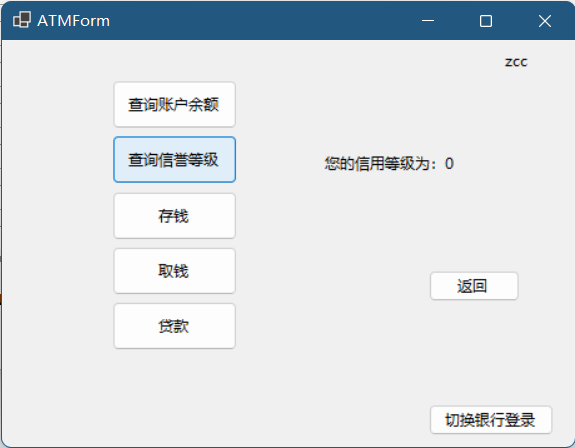 ATMForm
zcc
查询账户余额
查询信誉等级
您的信用等级为：0
存钱
取钱
返回
贷款
切换银行登录